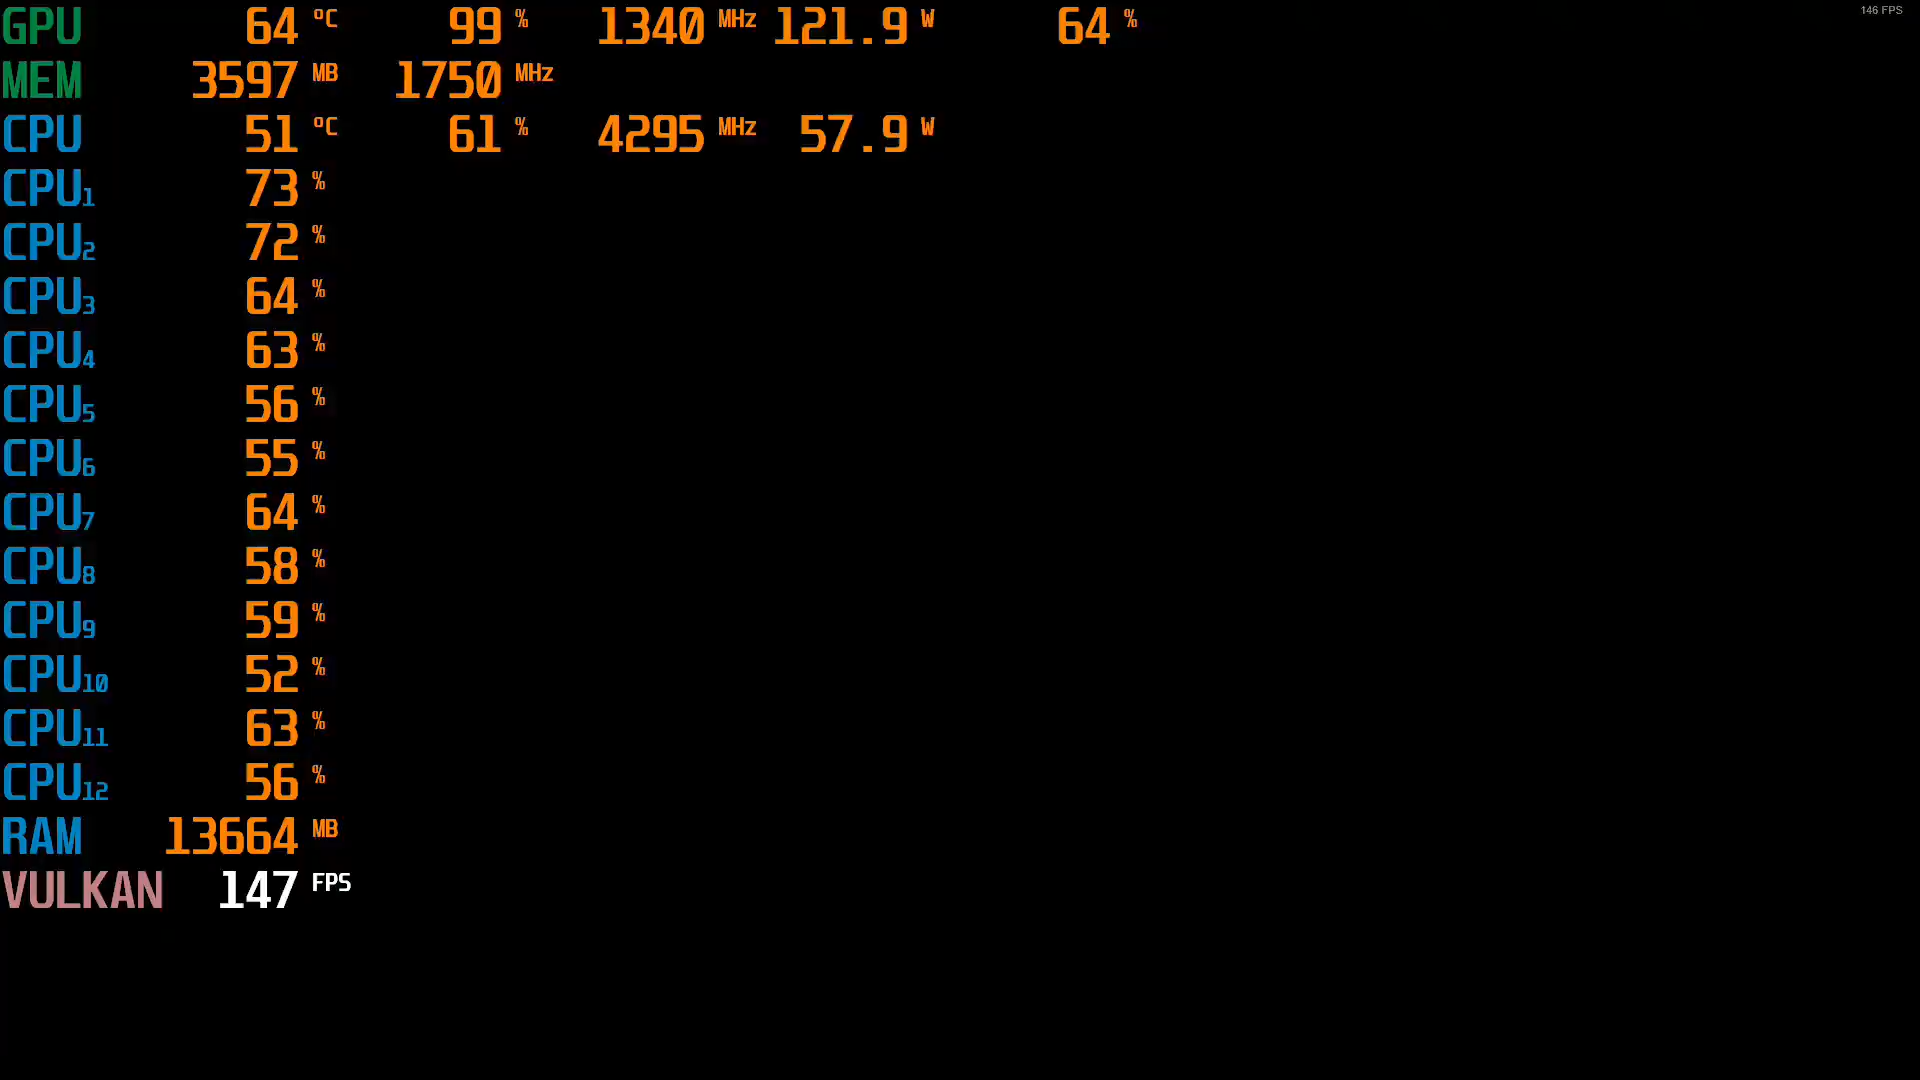 GPU 64 °C 99 % 1340 MHz 121.9 W 64 % 146 FPS
MEM 3597 MB 1750 MHz
CPU 51 °C 61 % 4295 MHz 57.9 W
CPU1 73 %
CPU2 72 %
CPU3 64 %
CPU4 63 %
CPU5 56 %
CPU6 55 %
CPU7 64 %
CPU8 58 %
CPU9 59 %
CPU10 52 %
CPU11 63 %
CPU12 56 %
RAM 13664 MB
VULKAN 147 FPS